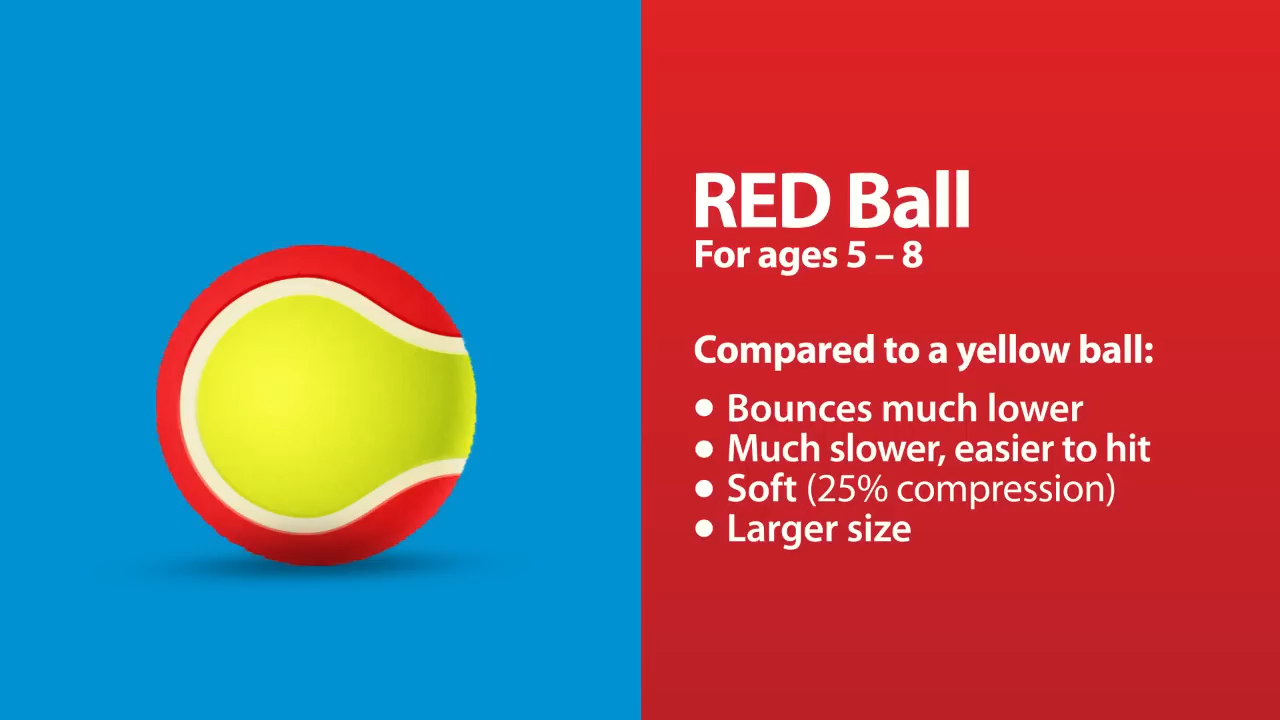 RED Ball
For ages 5 – 8
Compared to a yellow ball:
● Bounces much lower
● Much slower, easier to hit
● Soft (25% compression)
● Larger size